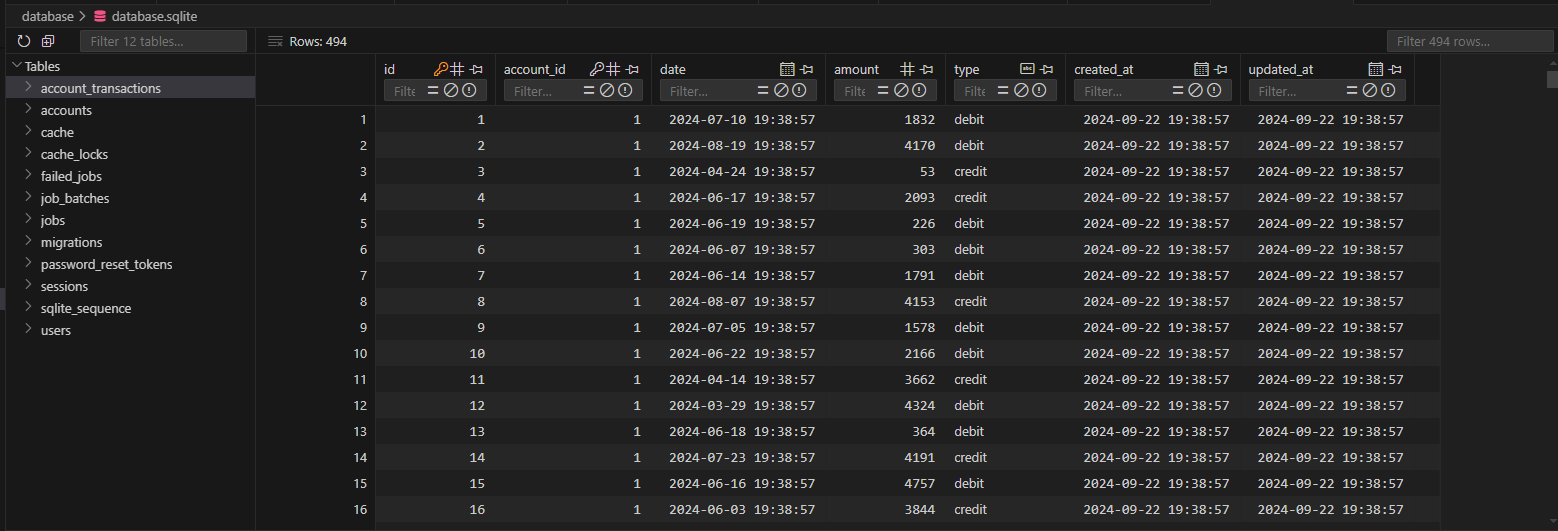 database > database.sqlite
Filter 12 tables... Rows: 494 Filter 494 rows...
Tables
account_transactions
accounts
cache
cache_locks
failed_jobs
job_batches
jobs
migrations
password_reset_tokens
sessions
sqlite_sequence
users
id account_id date amount type created_at updated_at
Filte Filter... Filter... Filte Filte Filter... Filter...
1 1 1 2024-07-10 19:38:57 1832 debit 2024-09-22 19:38:57 2024-09-22 19:38:57
2 2 1 2024-08-19 19:38:57 4170 debit 2024-09-22 19:38:57 2024-09-22 19:38:57
3 3 1 2024-04-24 19:38:57 53 credit 2024-09-22 19:38:57 2024-09-22 19:38:57
4 4 1 2024-06-17 19:38:57 2093 credit 2024-09-22 19:38:57 2024-09-22 19:38:57
5 5 1 2024-06-19 19:38:57 226 debit 2024-09-22 19:38:57 2024-09-22 19:38:57
6 6 1 2024-06-07 19:38:57 303 debit 2024-09-22 19:38:57 2024-09-22 19:38:57
7 7 1 2024-06-14 19:38:57 1791 debit 2024-09-22 19:38:57 2024-09-22 19:38:57
8 8 1 2024-08-07 19:38:57 4153 credit 2024-09-22 19:38:57 2024-09-22 19:38:57
9 9 1 2024-07-05 19:38:57 1578 debit 2024-09-22 19:38:57 2024-09-22 19:38:57
10 10 1 2024-06-22 19:38:57 2166 debit 2024-09-22 19:38:57 2024-09-22 19:38:57
11 11 1 2024-04-14 19:38:57 3662 credit 2024-09-22 19:38:57 2024-09-22 19:38:57
12 12 1 2024-03-29 19:38:57 4324 debit 2024-09-22 19:38:57 2024-09-22 19:38:57
13 13 1 2024-06-18 19:38:57 364 debit 2024-09-22 19:38:57 2024-09-22 19:38:57
14 14 1 2024-07-23 19:38:57 4191 credit 2024-09-22 19:38:57 2024-09-22 19:38:57
15 15 1 2024-06-16 19:38:57 4757 debit 2024-09-22 19:38:57 2024-09-22 19:38:57
16 16 1 2024-06-03 19:38:57 3844 credit 2024-09-22 19:38:57 2024-09-22 19:38:57